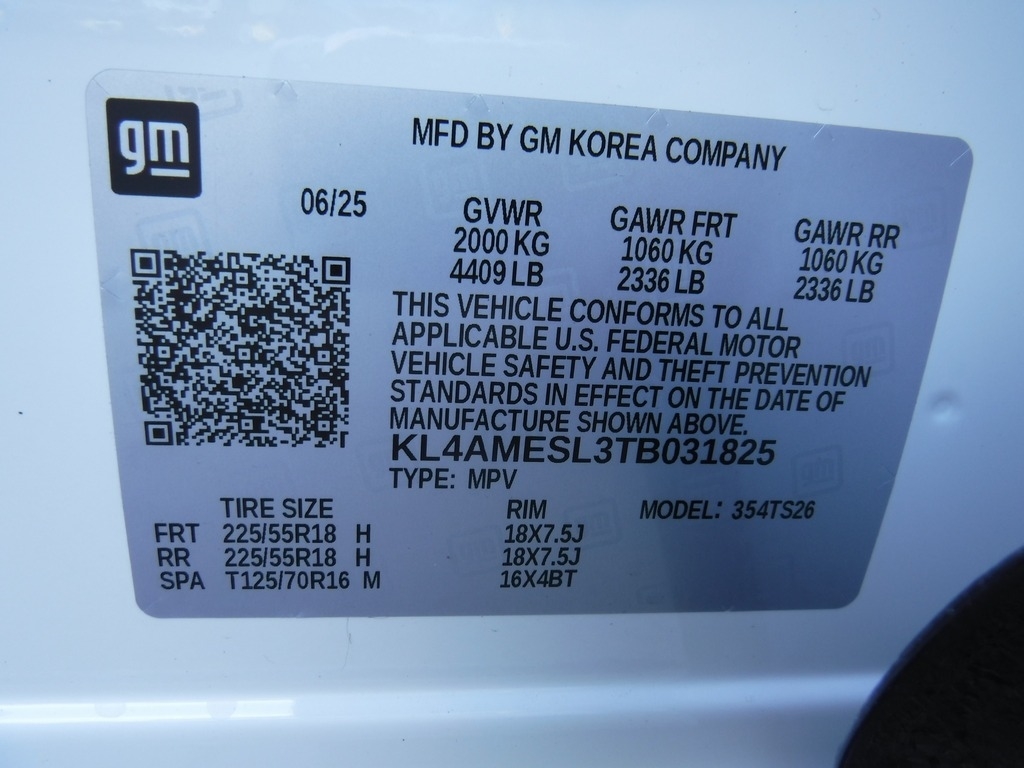 gm
MFD BY GM KOREA COMPANY
06/25
GVWR GAWR FRT GAWR RR
2000 KG 1060 KG 1060 KG
4409 LB 2336 LB 2336 LB
THIS VEHICLE CONFORMS TO ALL
APPLICABLE U.S. FEDERAL MOTOR
VEHICLE SAFETY AND THEFT PREVENTION
STANDARDS IN EFFECT ON THE DATE OF
MANUFACTURE SHOWN ABOVE.
KL4AMESL3TB031825
TYPE: MPV
TIRE SIZE RIM MODEL: 354TS26
FRT 225/55R18 H 18X7.5J
RR 225/55R18 H 18X7.5J
SPA T125/70R16 M 16X4BT